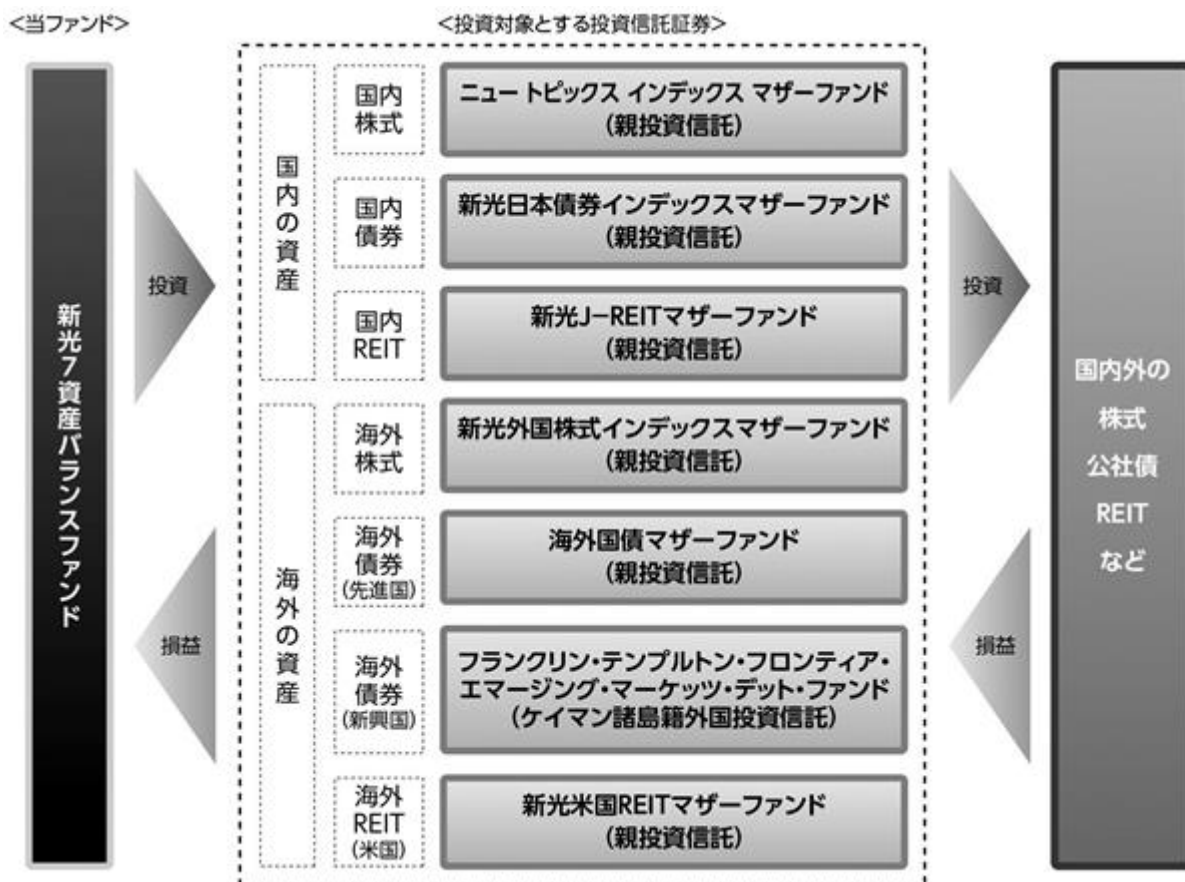 <当ファンド>
<投資対象とする投資信託証券>
新光7資産バランスファンド
投資
損益
国内の資産
国内
株式
ニュー トピックス インデックス マザーファンド
(親投資信託)
国内
債券
新光日本債券インデックスマザーファンド
(親投資信託)
国内
REIT
新光J-REITマザーファンド
(親投資信託)
海外の資産
海外
株式
新光外国株式インデックスマザーファンド
(親投資信託)
海外
債券
(先進国)
海外国債マザーファンド
(親投資信託)
海外
債券
(新興国)
フランクリン・テンプルトン・フロンティア・
エマージング・マーケッツ・デット・ファンド
(ケイマン諸島籍外国投資信託)
海外
REIT
(米国)
新光米国REITマザーファンド
(親投資信託)
投資
損益
国内外の
株式
公社債
REIT
など